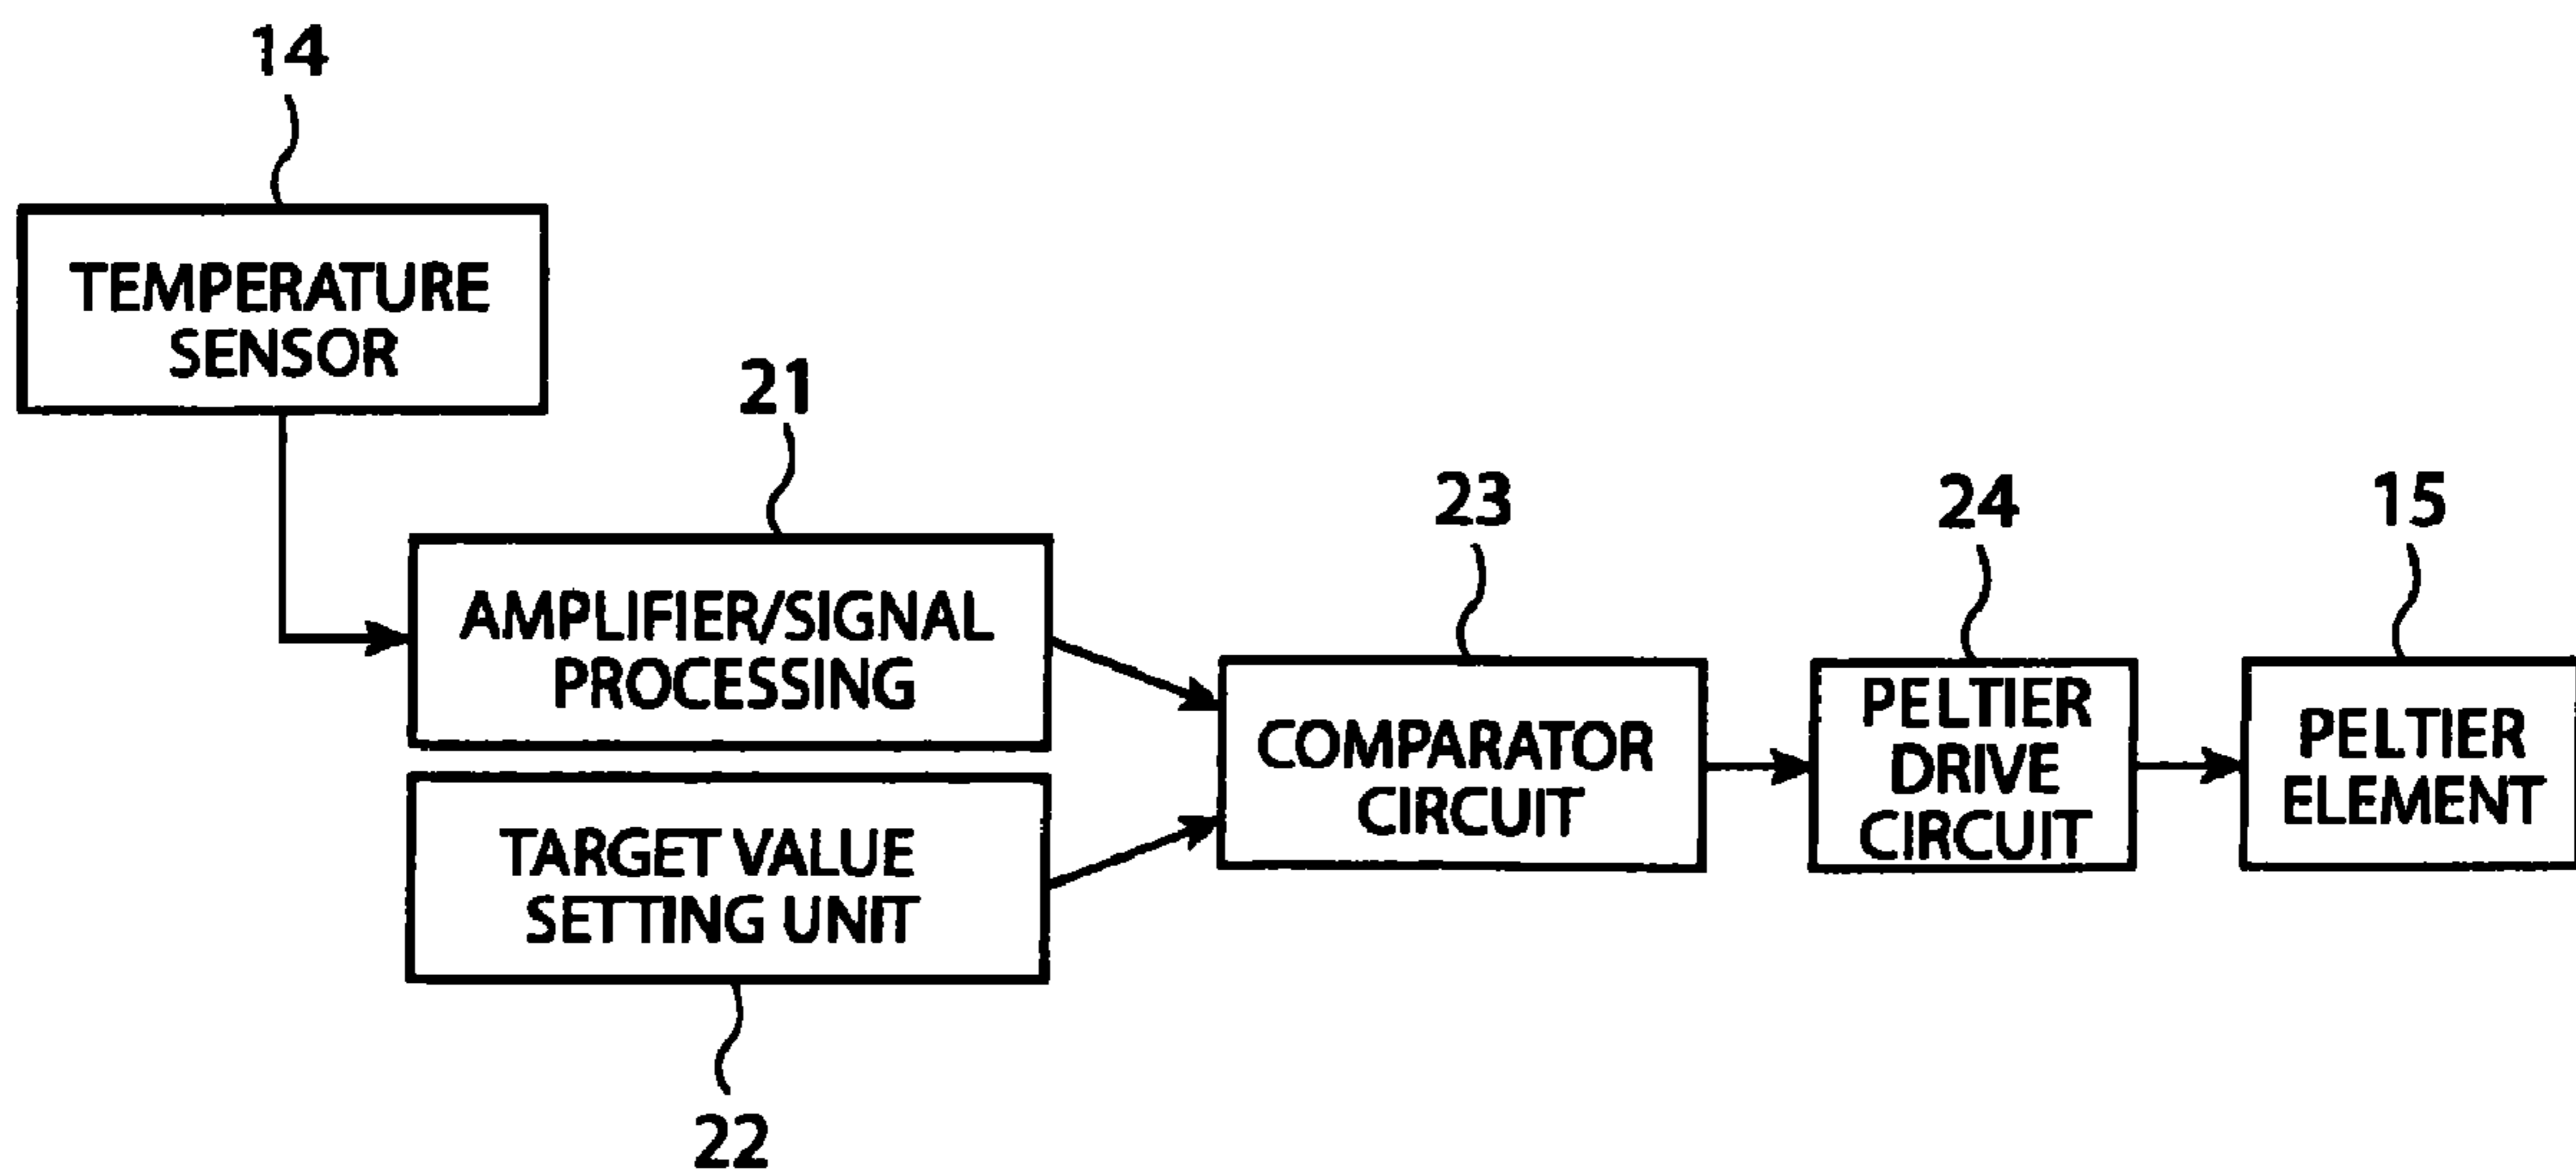 14
TEMPERATURE
SENSOR
21
AMPLIFIER/SIGNAL
PROCESSING
TARGET VALUE
SETTING UNIT
22
23
COMPARATOR
CIRCUIT
24
PELTIER
DRIVE
CIRCUIT
15
PELTIER
ELEMENT